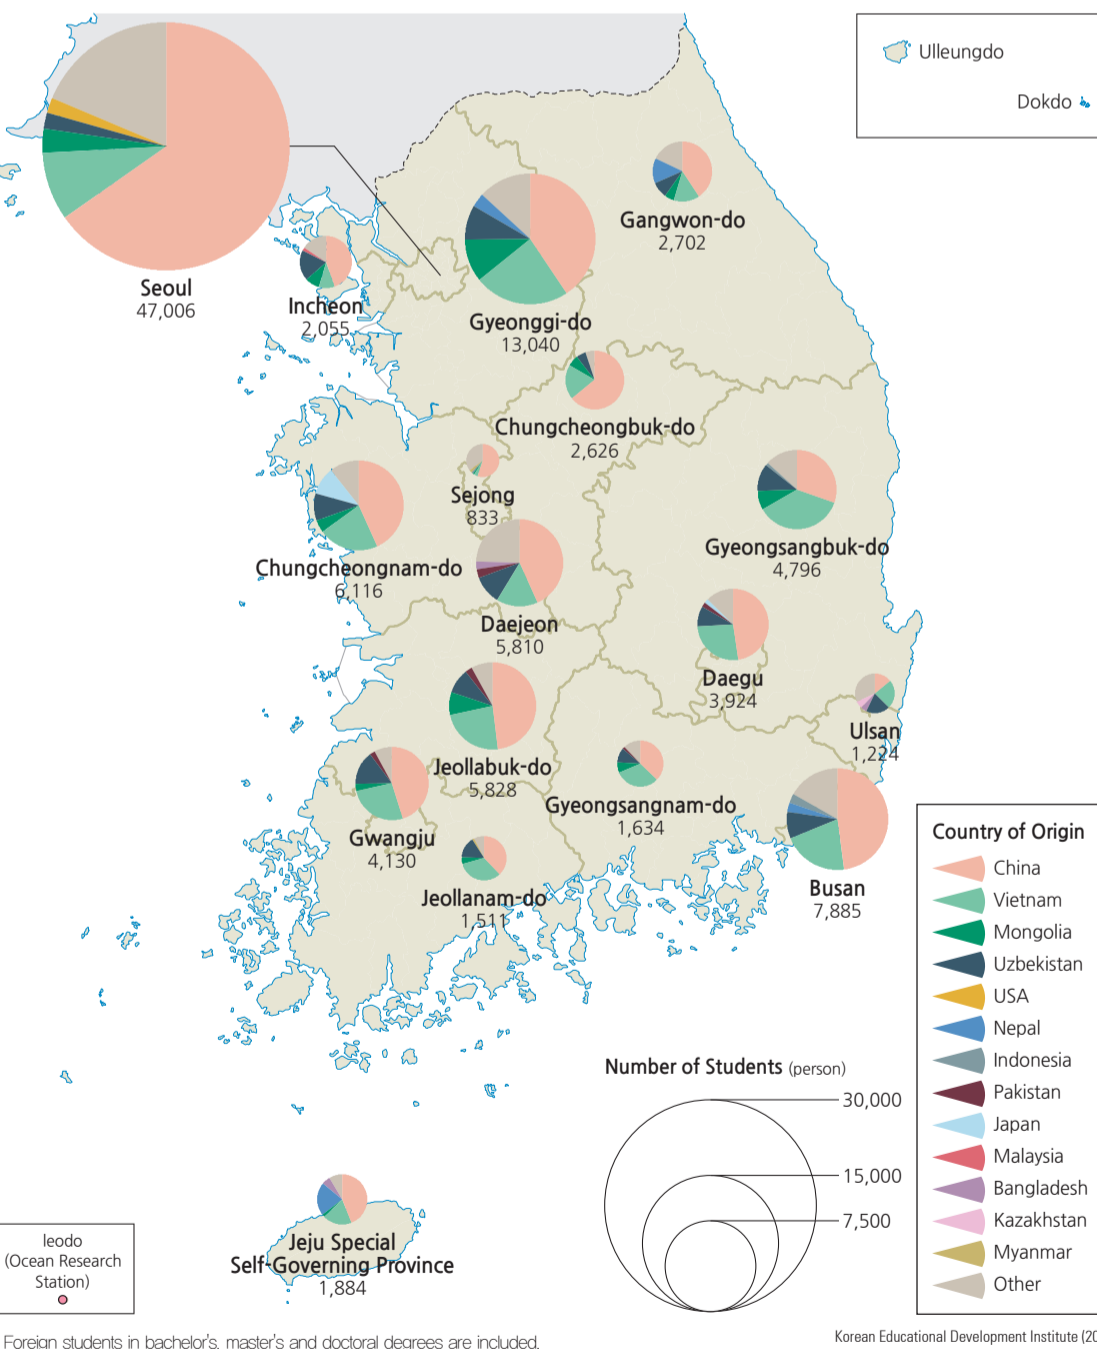 Ulleungdo
Dokdo
Gangwon-do
2,702
Seoul
47,006
Incheon
2,055
Gyeonggi-do
13,040
Chungcheongbuk-do
2,626
Sejong
833
Gyeongsangbuk-do
4,796
Chungcheongnam-do
6,116
Daejeon
5,810
Daegu
3,924
Ulsan
1,224
Jeollabuk-do
5,828
Gyeongsangnam-do
1,634
Gwangju
4,130
Jeollanam-do
1,511
Busan
7,885
Country of Origin
China
Vietnam
Mongolia
Uzbekistan
USA
Nepal
Indonesia
Pakistan
Japan
Malaysia
Bangladesh
Kazakhstan
Myanmar
Other
Number of Students (person)
30,000
15,000
7,500
Jeju Special
Self-Governing Province
1,884
Ieodo
(Ocean Research
Station)
Foreign students in bachelor's, master's and doctoral degrees are included.
Korean Educational Development Institute (20